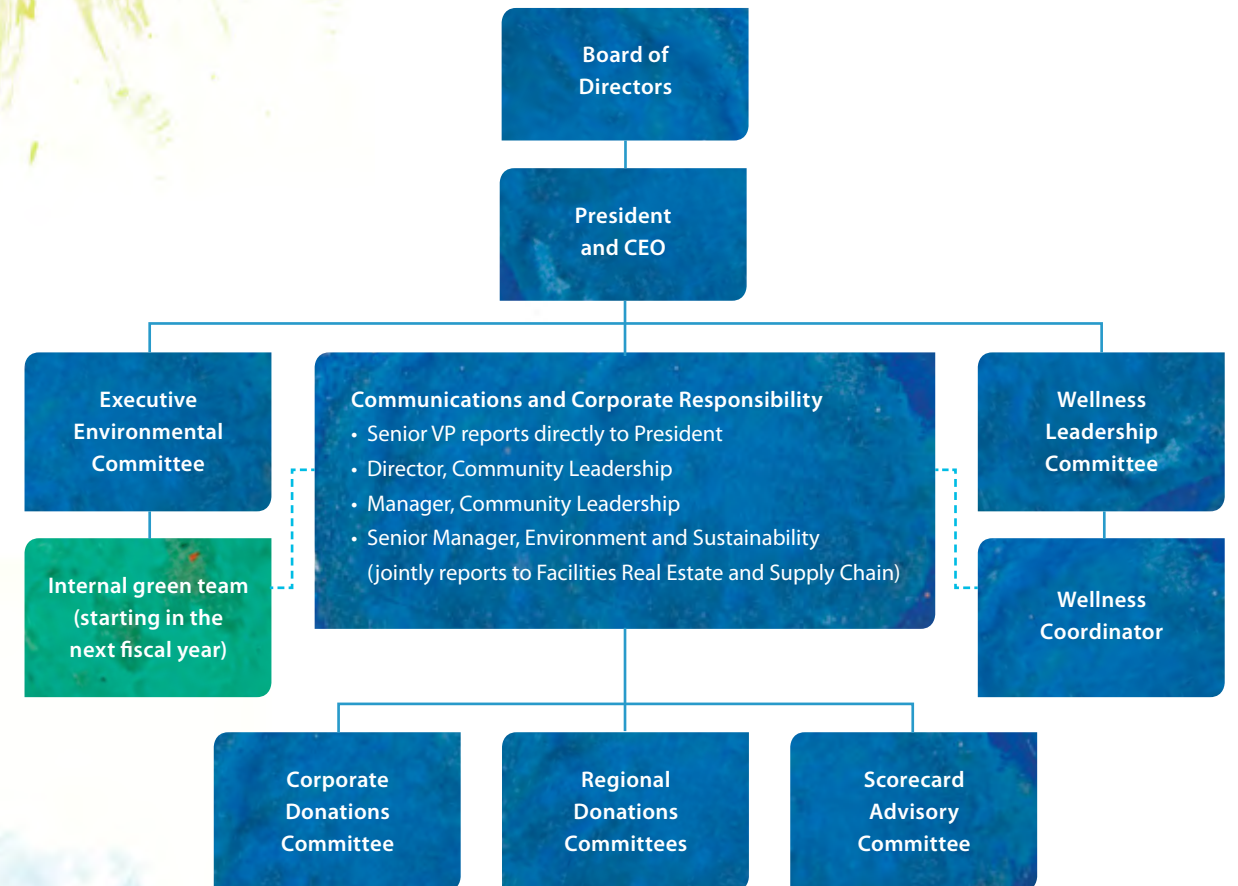 Board of
Directors
President
and CEO
Executive
Environmental
Committee
Communications and Corporate Responsibility
• Senior VP reports directly to President
• Director, Community Leadership
• Manager, Community Leadership
• Senior Manager, Environment and Sustainability
(jointly reports to Facilities Real Estate and Supply Chain)
Wellness
Leadership
Committee
Internal green team
(starting in the
next fiscal year)
Wellness
Coordinator
Corporate
Donations
Committee
Regional
Donations
Committees
Scorecard
Advisory
Committee